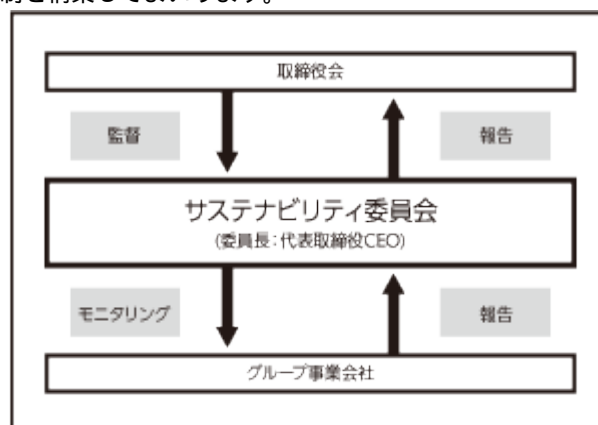 取締役会
監督
報告
サステナビリティ委員会
(委員長:代表取締役CEO)
モニタリング
報告
グループ事業会社